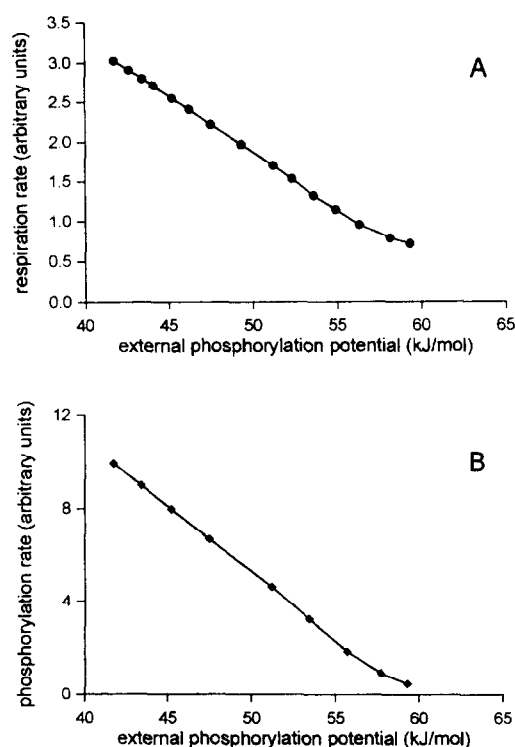 A
respiration rate (arbitrary units)
3.5
3.0
2.5
2.0
1.5
1.0
0.5
0.0
40 45 50 55 60 65
external phosphorylation potential (kJ/mol)
B
phosphorylation rate (arbitrary units)
12
8
4
0
40 45 50 55 60 65
external phosphorylation potential (kJ/mol)